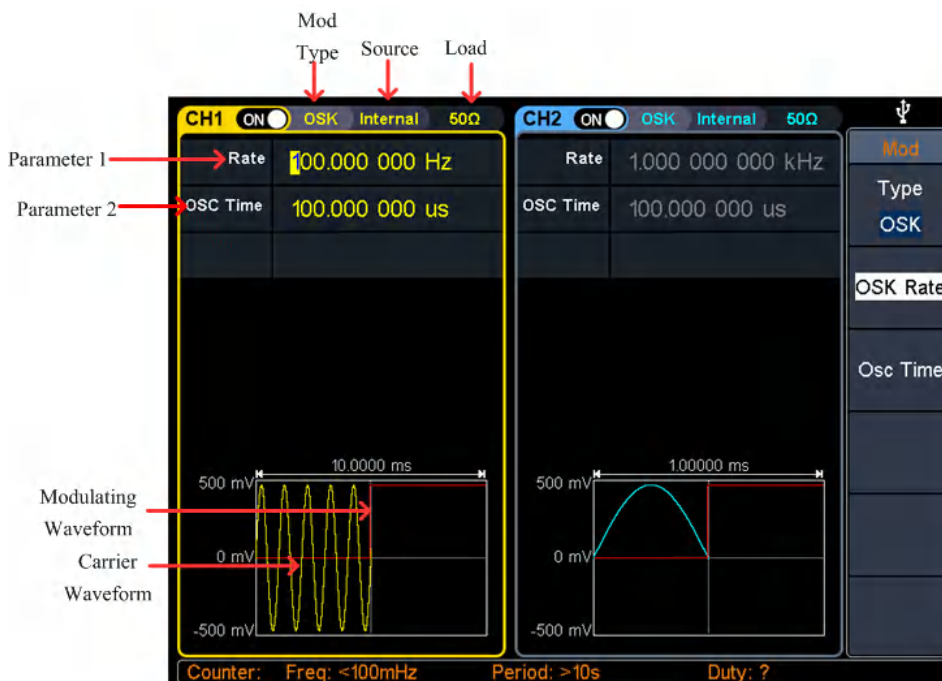 Mod
Type
Source
Load
CH1 ON OSK Internal 50Ω
CH2 ON OSK Internal 50Ω
Parameter 1
Rate 100.000 000 Hz
Rate 1.000 000 000 kHz
Mod
Parameter 2
OSC Time 100.000 000 us
OSC Time 100.000 000 us
Type
OSK
OSK Rate
Osc Time
10.0000 ms
1.00000 ms
500 mV
500 mV
Modulating
Waveform
0 mV
0 mV
Carrier
Waveform
-500 mV
-500 mV
Counter: Freq: <100mHz Period: >10s Duty: ?